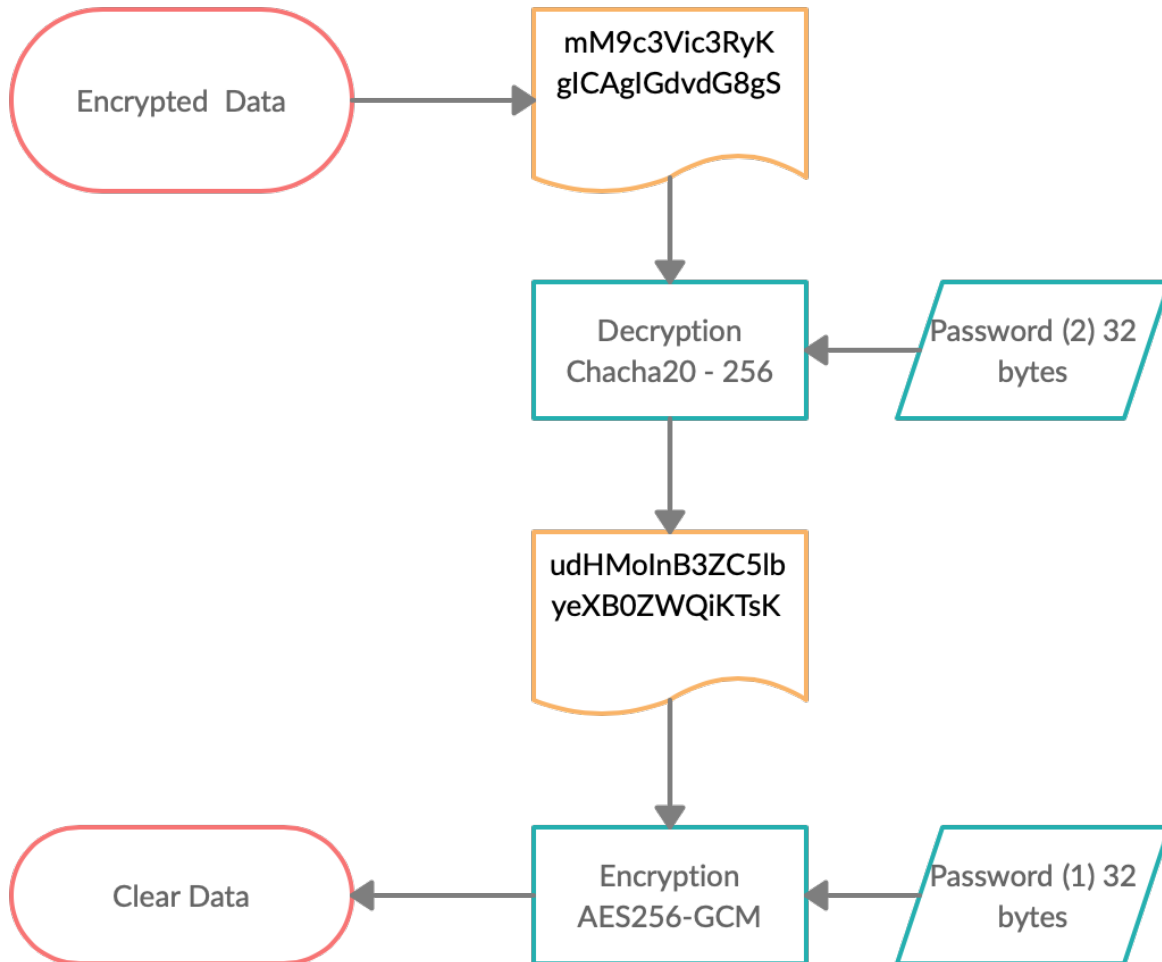 Encrypted Data
mM9c3Vic3RyK
gICAgIGdvdG8gS
Decryption
Chacha20 - 256
Password (2) 32
bytes
udHMoInB3ZC5lb
yeXB0ZWQiKTsK
Encryption
AES256-GCM
Password (1) 32
bytes
Clear Data